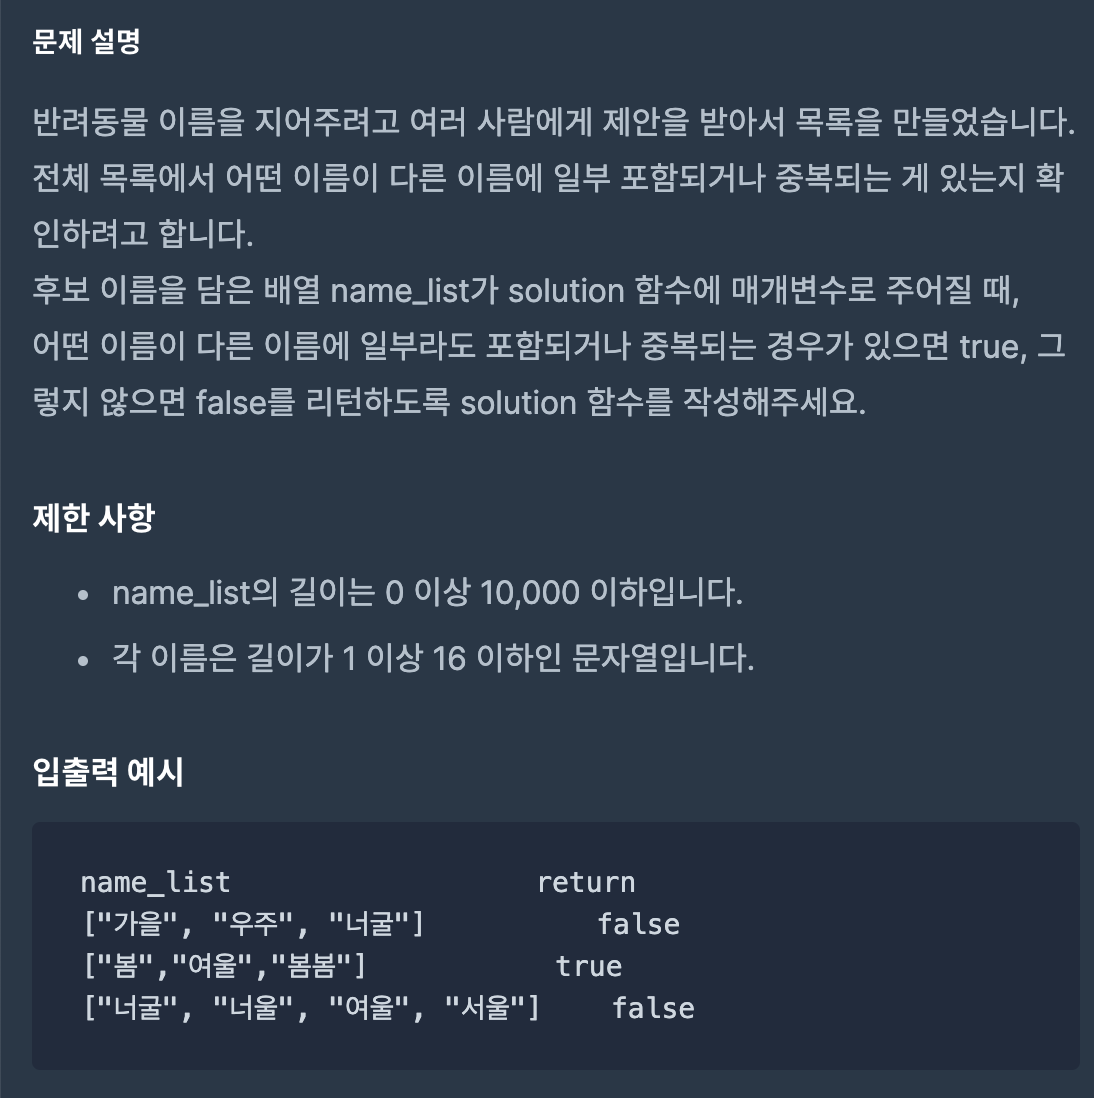 문제 설명
반려동물 이름을 지어주려고 여러 사람에게 제안을 받아서 목록을 만들었습니다.
전체 목록에서 어떤 이름이 다른 이름에 일부 포함되거나 중복되는 게 있는지 확
인하려고 합니다.
후보 이름을 담은 배열 name_list가 solution 함수에 매개변수로 주어질 때,
어떤 이름이 다른 이름에 일부라도 포함되거나 중복되는 경우가 있으면 true, 그
렇지 않으면 false를 리턴하도록 solution 함수를 작성해주세요.
제한 사항
• name_list의 길이는 0 이상 10,000 이하입니다.
• 각 이름은 길이가 1 이상 16 이하인 문자열입니다.
입출력 예시
name_list return
["가을", "우주", "너굴"] false
["봄","여울","봄봄"] true
["너굴", "너울", "여울", "서울"] false